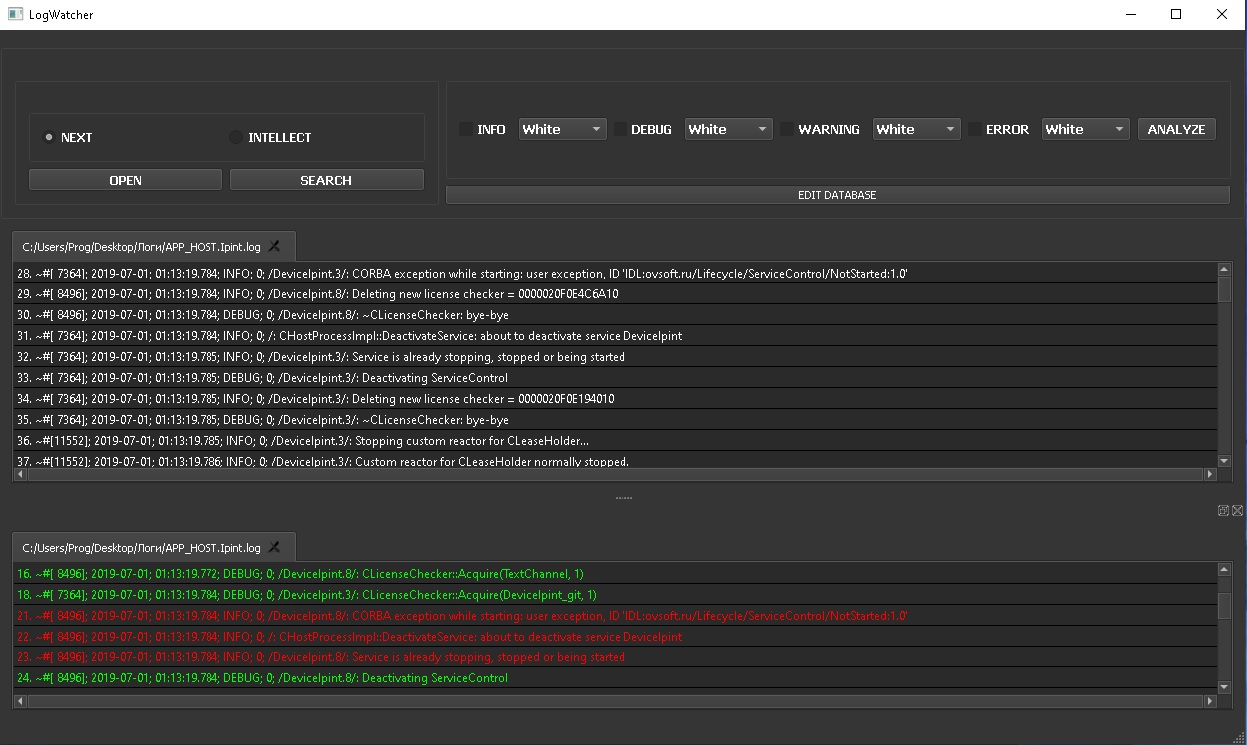 LogWatcher
NEXT
INTELLECT
OPEN
SEARCH
INFO White DEBUG White WARNING White ERROR White ANALYZE
EDIT DATABASE
C:/Users/Prog/Desktop/Логи/APP_HOST.Ipint.log
28. ~#[ 7364]; 2019-07-01; 01:13:19.784; INFO; 0; /DeviceIpint.3/: CORBA exception while starting: user exception, ID 'IDL:ovsoft.ru/Lifecycle/ServiceControl/NotStarted:1.0'
29. ~#[ 8496]; 2019-07-01; 01:13:19.784; INFO; 0; /DeviceIpint.8/: Deleting new license checker = 0000020F0E4C6A10
30. ~#[ 8496]; 2019-07-01; 01:13:19.784; DEBUG; 0; /DeviceIpint.8/: ~CLicenseChecker: bye-bye
31. ~#[ 7364]; 2019-07-01; 01:13:19.784; INFO; 0; /: CHostProcessImpl::DeactivateService: about to deactivate service DeviceIpint
32. ~#[ 7364]; 2019-07-01; 01:13:19.785; INFO; 0; /DeviceIpint.3/: Service is already stopping, stopped or being started
33. ~#[ 7364]; 2019-07-01; 01:13:19.785; DEBUG; 0; /DeviceIpint.3/: Deactivating ServiceControl
34. ~#[ 7364]; 2019-07-01; 01:13:19.785; INFO; 0; /DeviceIpint.3/: Deleting new license checker = 0000020F0E194010
35. ~#[ 7364]; 2019-07-01; 01:13:19.785; DEBUG; 0; /DeviceIpint.3/: ~CLicenseChecker: bye-bye
36. ~#[11552]; 2019-07-01; 01:13:19.785; INFO; 0; /DeviceIpint.3/: Stopping custom reactor for CLeaseHolder...
37. ~#[11552]; 2019-07-01; 01:13:19.786; INFO; 0; /DeviceIpint.3/: Custom reactor for CLeaseHolder normally stopped.
C:/Users/Prog/Desktop/Логи/APP_HOST.Ipint.log
16. ~#[ 8496]; 2019-07-01; 01:13:19.772; DEBUG; 0; /DeviceIpint.8/: CLicenseChecker::Acquire(TextChannel, 1)
18. ~#[ 7364]; 2019-07-01; 01:13:19.784; DEBUG; 0; /DeviceIpint.3/: CLicenseChecker::Acquire(DeviceIpint_git, 1)
21. ~#[ 8496]; 2019-07-01; 01:13:19.784; INFO; 0; /DeviceIpint.8/: CORBA exception while starting: user exception, ID 'IDL:ovsoft.ru/Lifecycle/ServiceControl/NotStarted:1.0'
22. ~#[ 8496]; 2019-07-01; 01:13:19.784; INFO; 0; /: CHostProcessImpl::DeactivateService: about to deactivate service DeviceIpint
23. ~#[ 8496]; 2019-07-01; 01:13:19.784; INFO; 0; /DeviceIpint.8/: Service is already stopping, stopped or being started
24. ~#[ 8496]; 2019-07-01; 01:13:19.784; DEBUG; 0; /DeviceIpint.8/: Deactivating ServiceControl